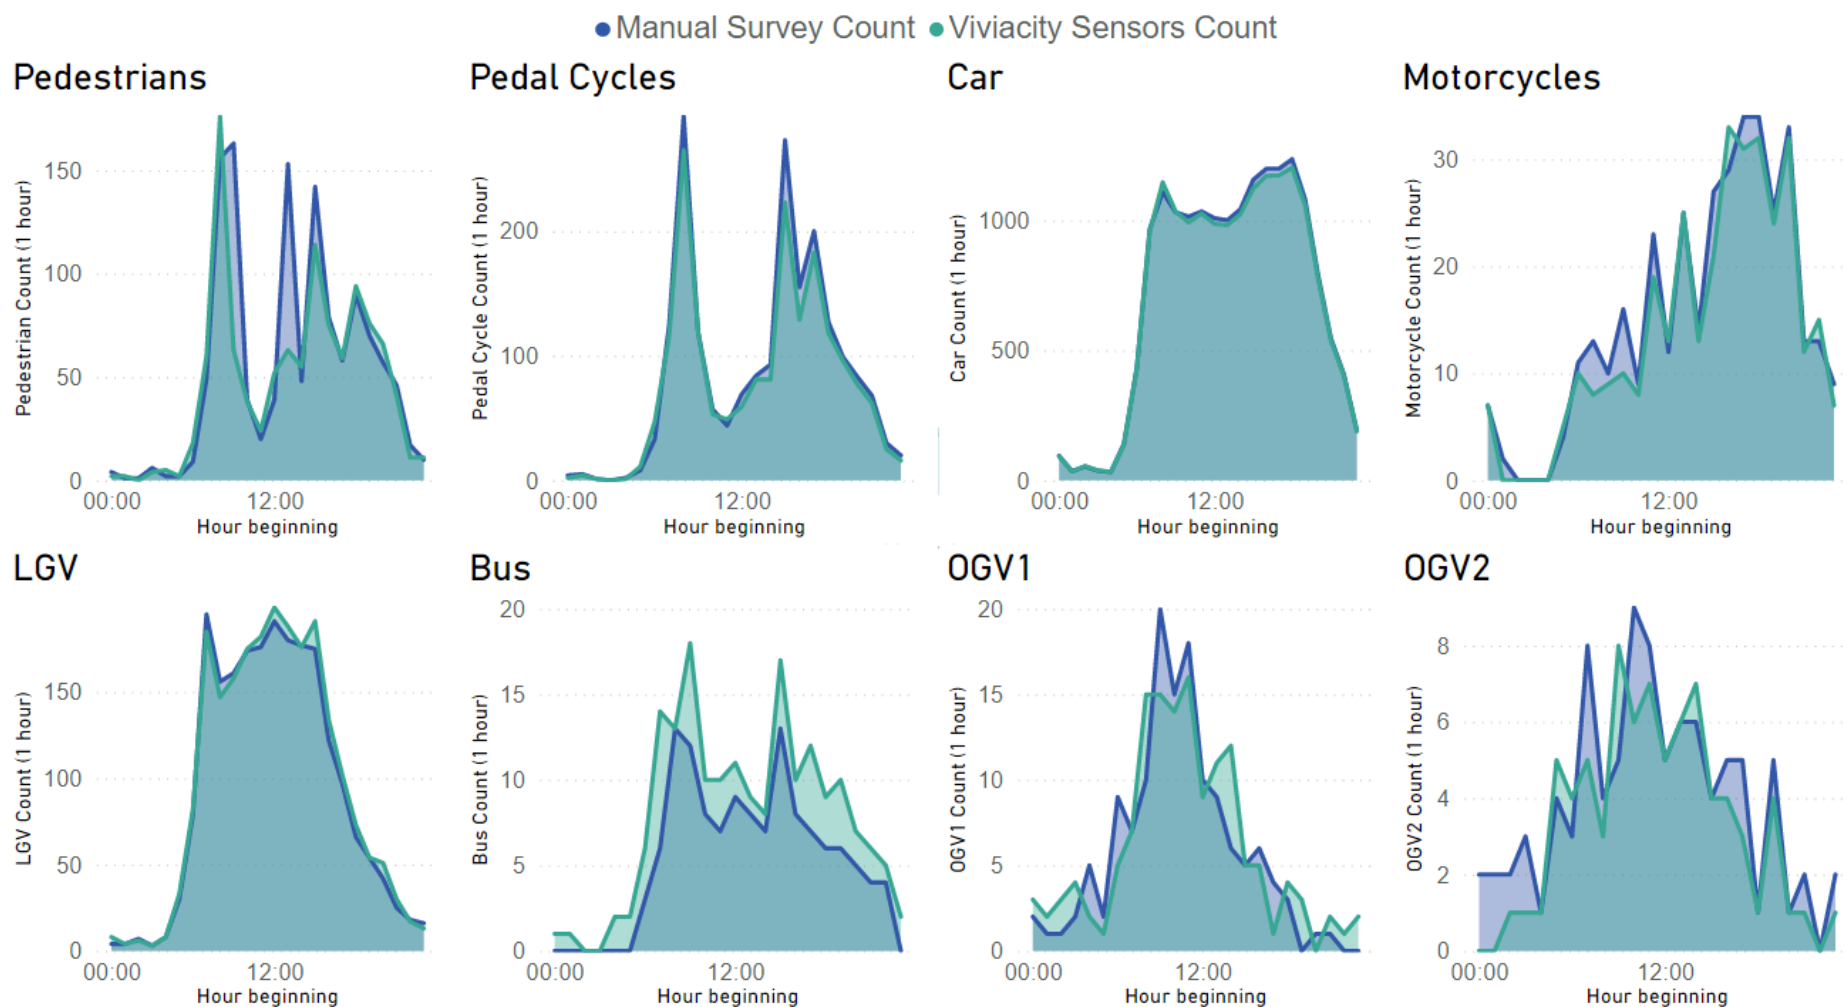 Manual Survey Count Viviacity Sensors Count
Pedestrians
Pedestrian Count (1 hour)
150
100
50
0
00:00 12:00
Hour beginning
Pedal Cycles
Pedal Cycle Count (1 hour)
200
100
0
00:00 12:00
Hour beginning
Car
Car Count (1 hour)
1000
500
0
00:00 12:00
Hour beginning
Motorcycles
Motorcycle Count (1 hour)
30
20
10
0
00:00 12:00
Hour beginning
LGV
LGV Count (1 hour)
150
100
50
0
00:00 12:00
Hour beginning
Bus
Bus Count (1 hour)
20
15
10
5
0
00:00 12:00
Hour beginning
OGV1
OGV1 Count (1 hour)
20
15
10
5
0
00:00 12:00
Hour beginning
OGV2
OGV2 Count (1 hour)
8
6
4
2
0
00:00 12:00
Hour beginning